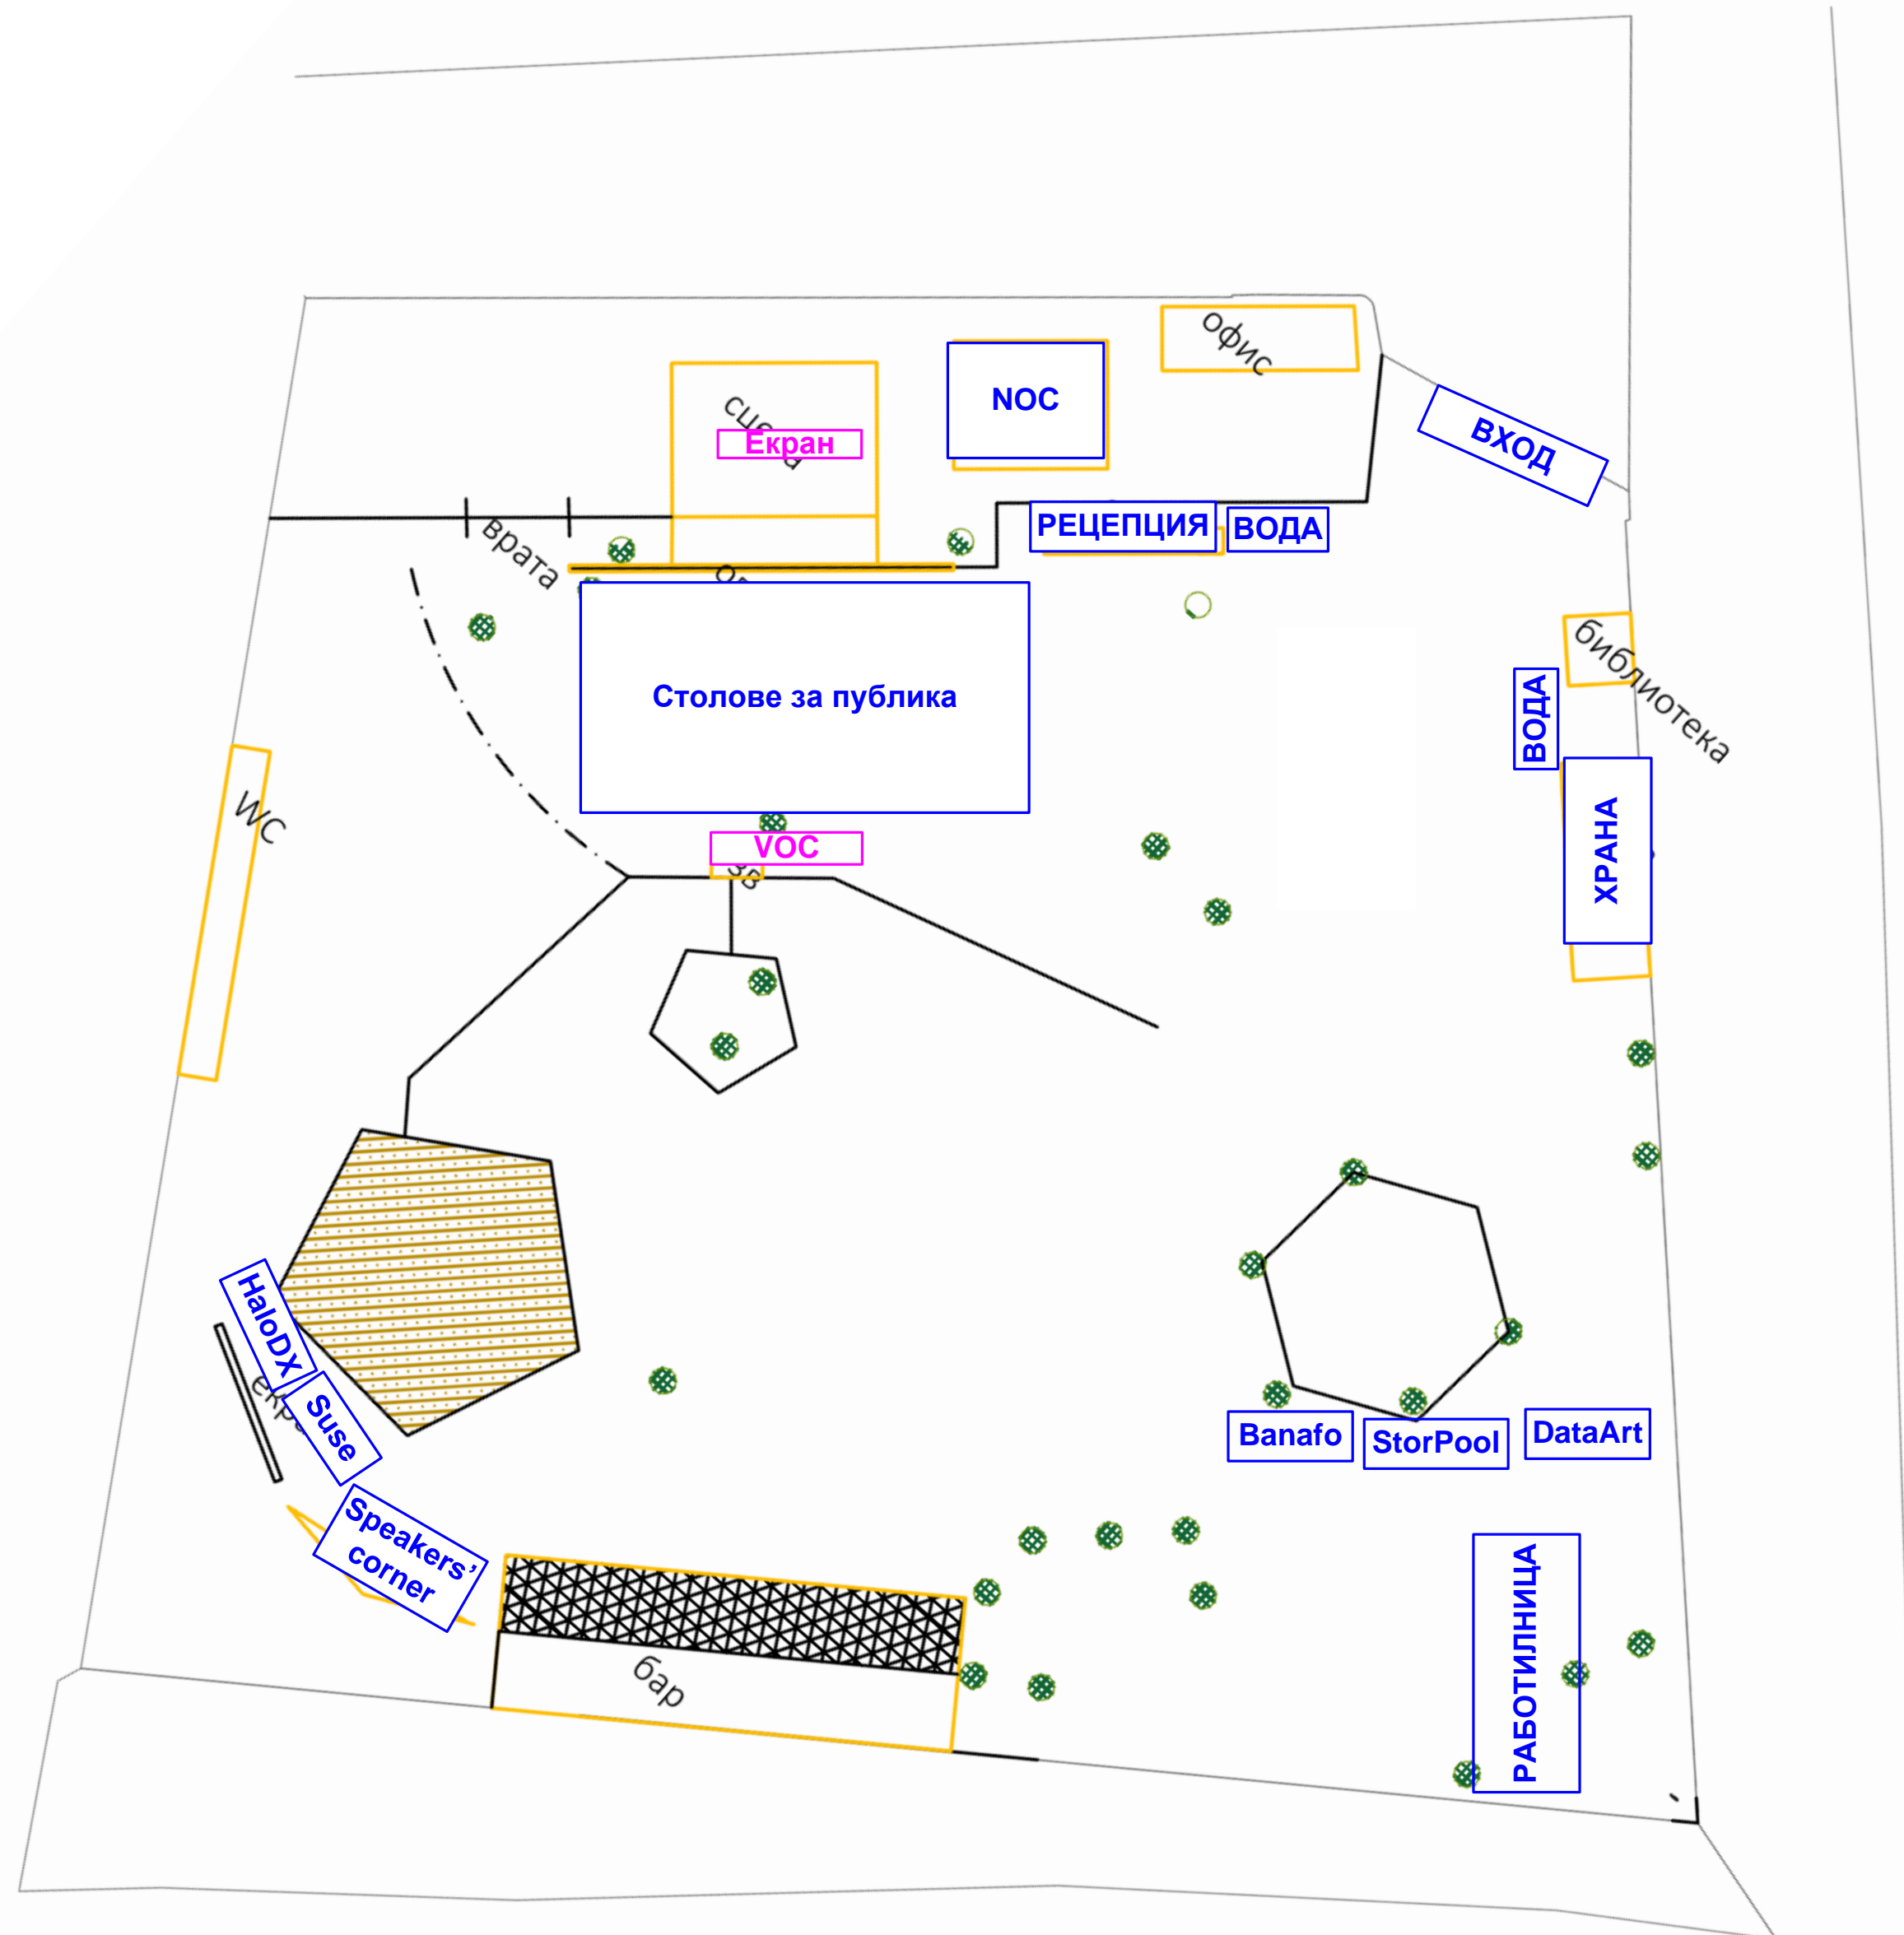 офис
NOC
ВХОД
Екран
РЕЦЕПЦИЯ
ВОДА
врата
библиотека
Столове за публика
ВОДА
WC
ХРАНА
VOC
HaloDX
Suse
Banafo
StorPool
DataArt
Speakers’
corner
РАБОТИЛНИЦА
бар